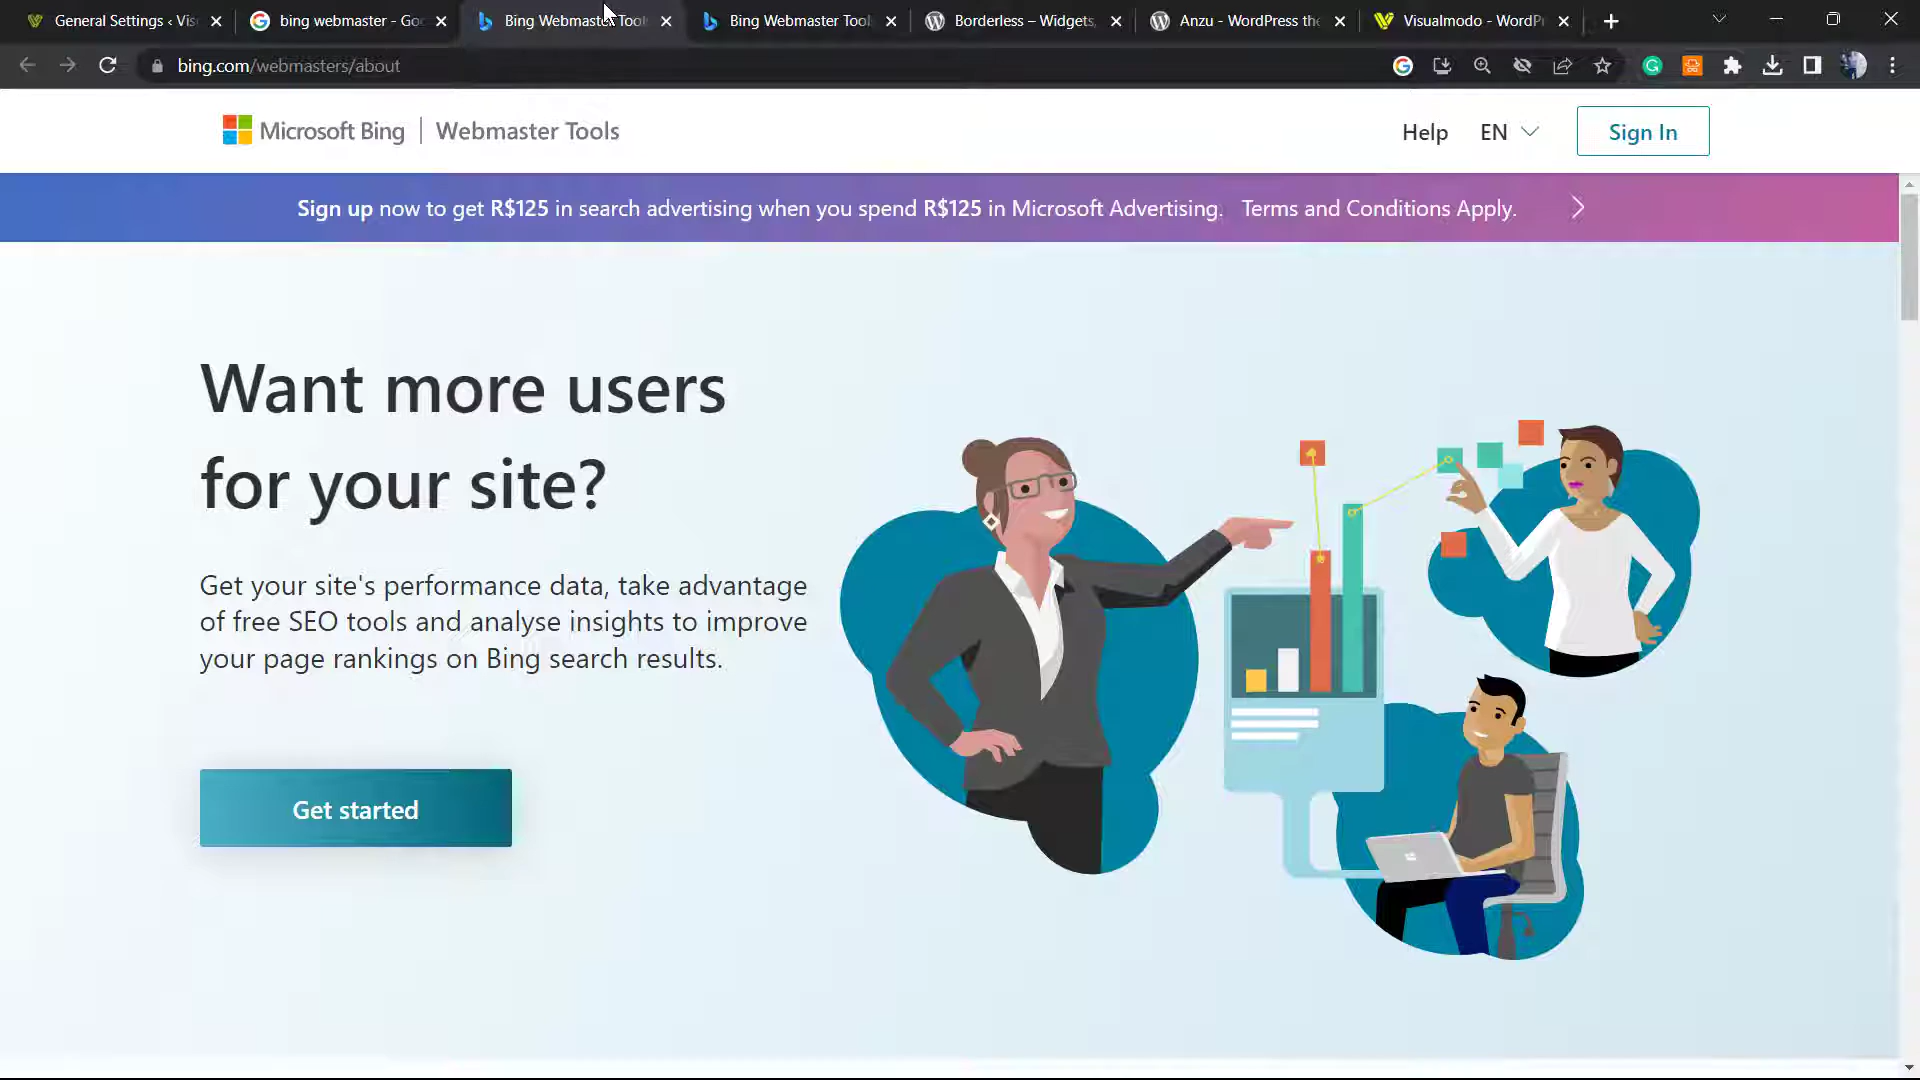 General Settings ‹ Vis
bing webmaster - Goo
Bing Webmaster Tool
Bing Webmaster Tool
Borderless – Widgets,
Anzu - WordPress the
Visualmodo - WordPr
bing.com/webmasters/about
Microsoft Bing | Webmaster Tools
Help
EN
Sign In
Sign up now to get R$125 in search advertising when you spend R$125 in Microsoft Advertising. Terms and Conditions Apply.
Want more users
for your site?
Get your site's performance data, take advantage
of free SEO tools and analyse insights to improve
your page rankings on Bing search results.
Get started